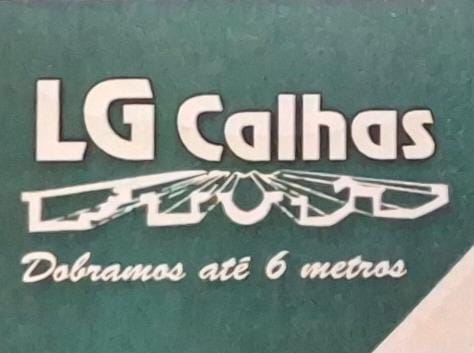 LG Calhas
Dobramos até 6 metros